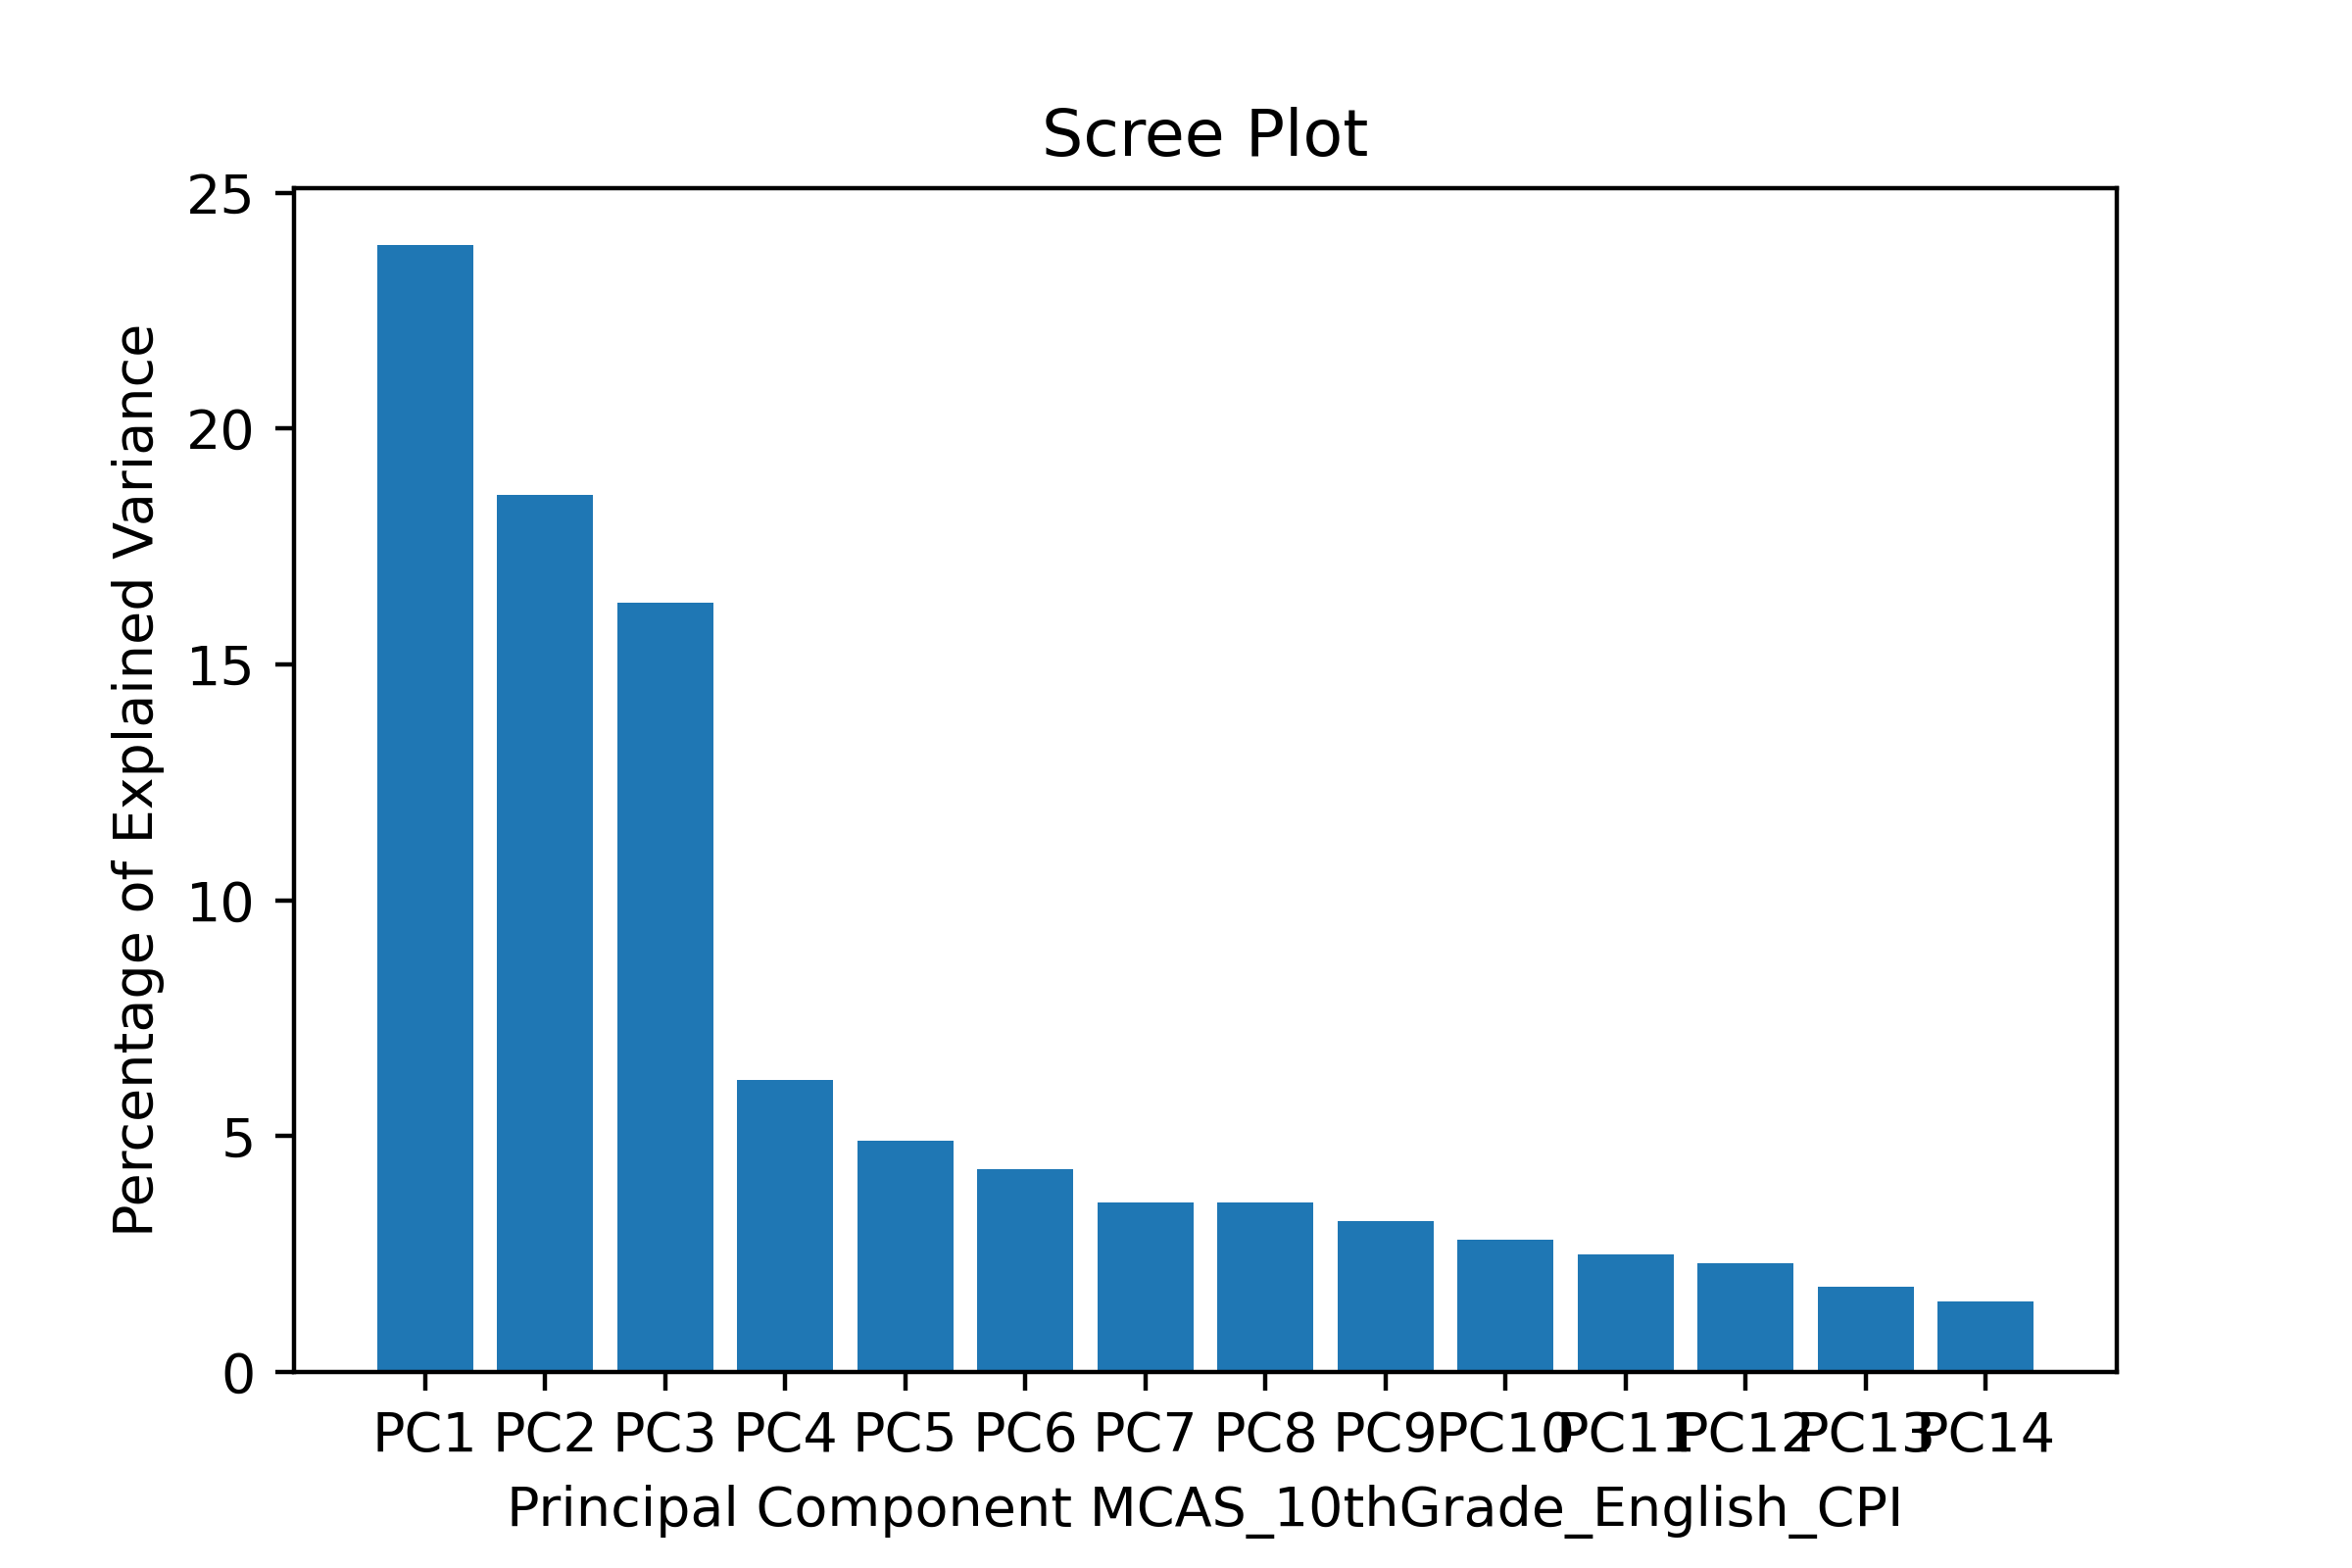 Scree Plot
Percentage of Explained Variance
25
20
15
10
5
0
PC1 PC2 PC3 PC4 PC5 PC6 PC7 PC8 PC9 PC10 PC11 PC12 PC13 PC14
Principal Component MCAS_10thGrade_English_CPI